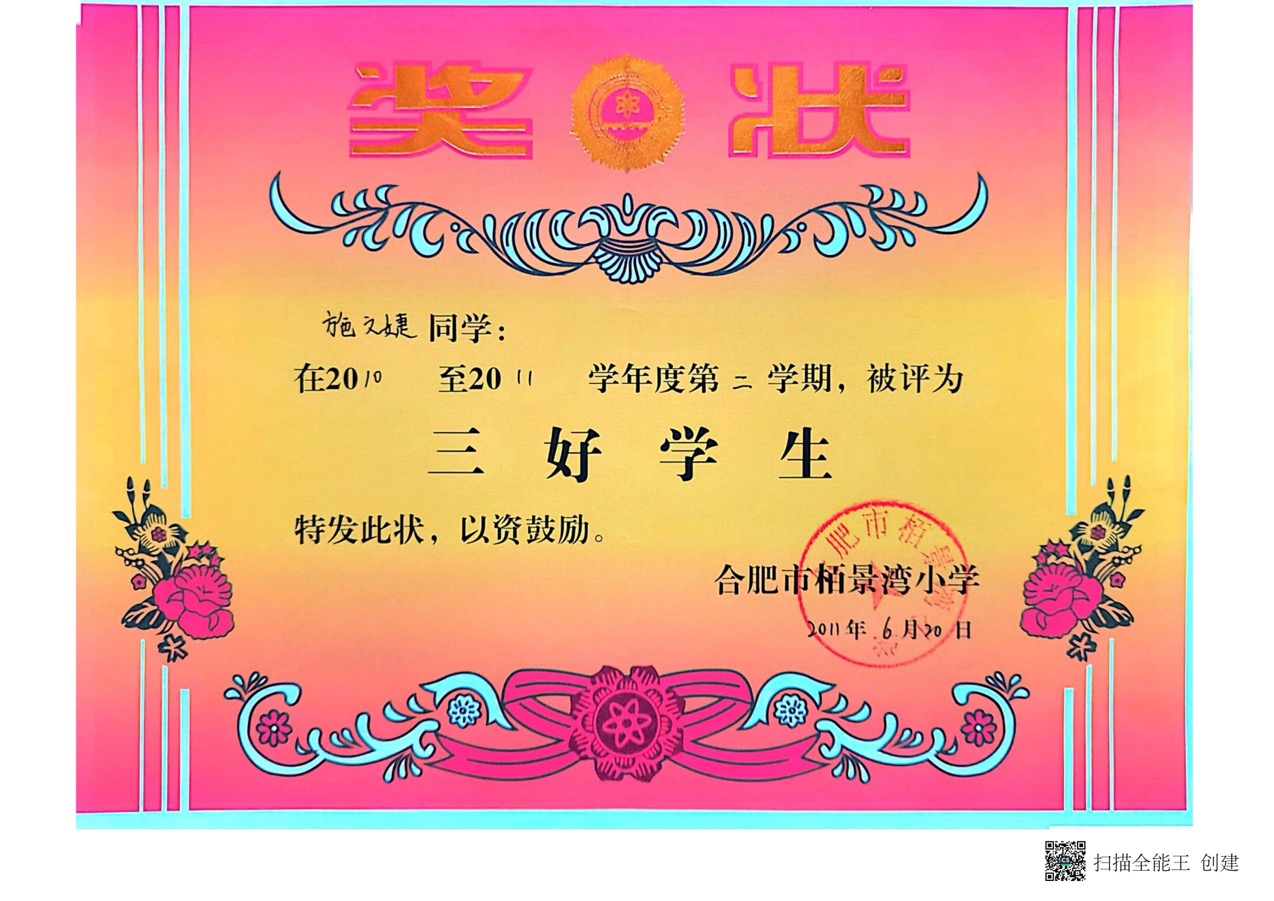 奖状
施文婕 同学：
在2010 至2011 学年度第 二 学期，被评为
三好学生
特发此状，以资鼓励。
合肥市栢景湾小学
肥市栢景湾
2011年 6 月20 日
扫描全能王 创建